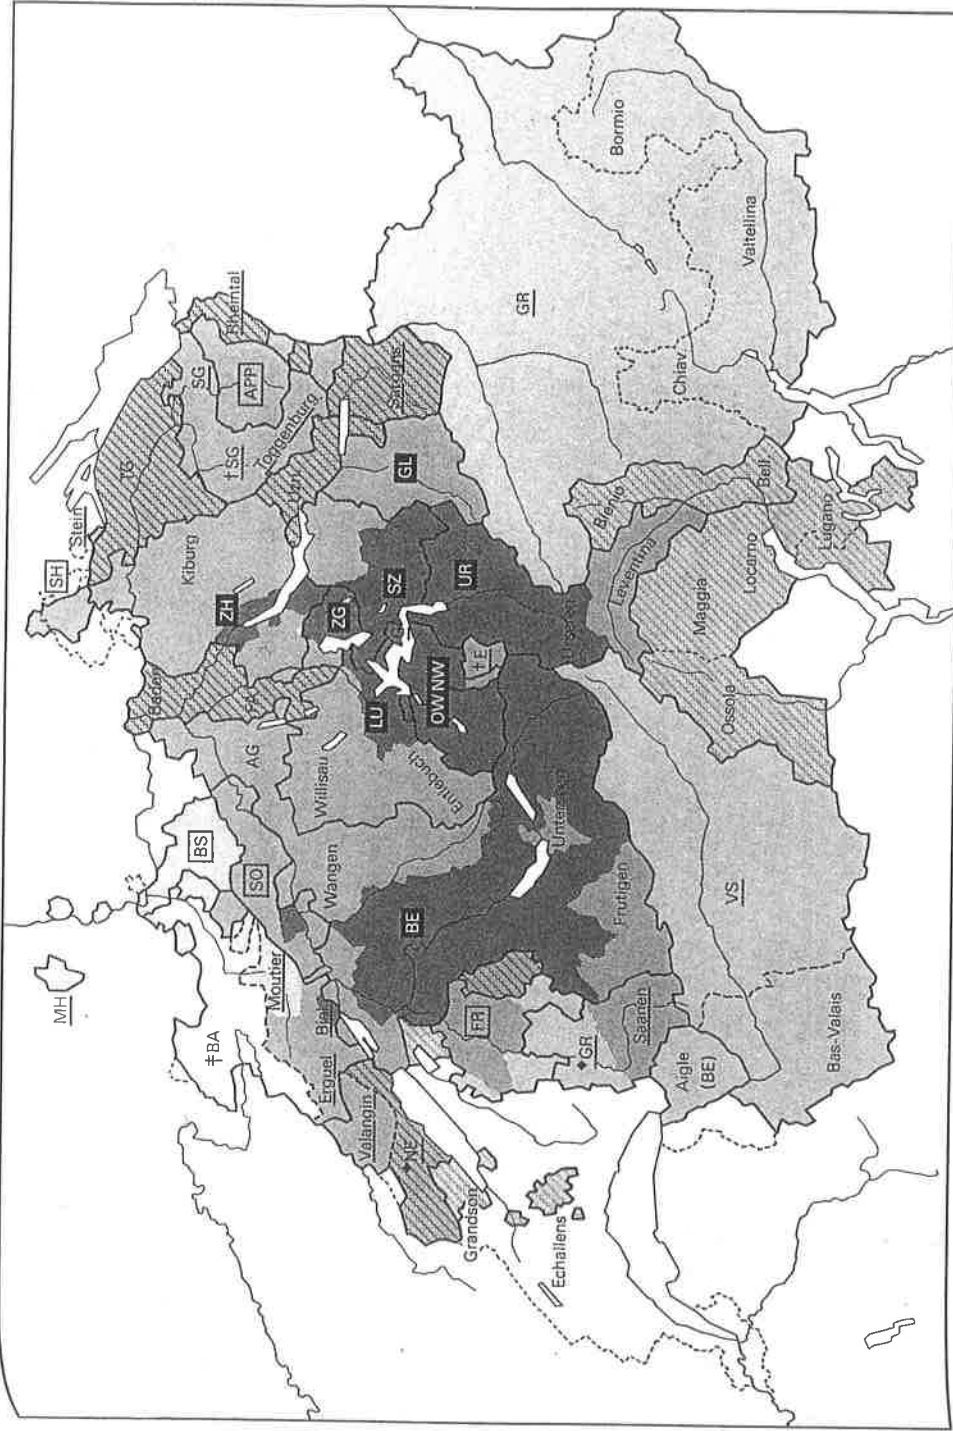 MH
SH
Stein
TG
SG
Rheintal
APP
†SG
Toggenburg
Kiburg
ZH
Baden
BS
SO
AG
Willisau
Entlebuch
Wangen
‡BA
Moutier
Biel
Erguel
Valangin
NE
Grandson
Echallens
BE
FR
GR
Saanen
Aigle
(BE)
Bas-Valais
VS
Frutigen
Unterseen
LU
ZG
SZ
OW NW
†E
UR
Urseren
GL
Sargans
GR
Bormio
Valtellina
Chiav.
Blenio
Leventina
Bell.
Maggia
Locarno
Lugano
Ossola